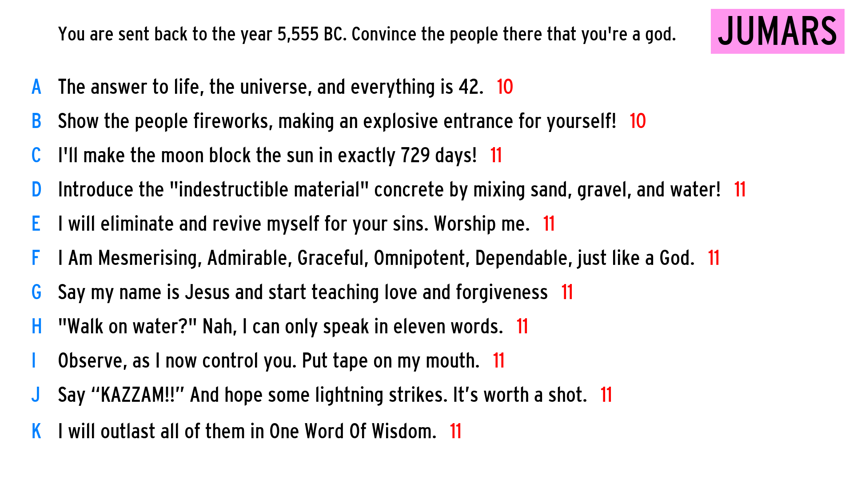 You are sent back to the year 5,555 BC. Convince the people there that you're a god.
JUMARS
A The answer to life, the universe, and everything is 42. 10
B Show the people fireworks, making an explosive entrance for yourself! 10
C I'll make the moon block the sun in exactly 729 days! 11
D Introduce the "indestructible material" concrete by mixing sand, gravel, and water! 11
E I will eliminate and revive myself for your sins. Worship me. 11
F I Am Mesmerising, Admirable, Graceful, Omnipotent, Dependable, just like a God. 11
G Say my name is Jesus and start teaching love and forgiveness 11
H "Walk on water?" Nah, I can only speak in eleven words. 11
I Observe, as I now control you. Put tape on my mouth. 11
J Say “KAZZAM!!” And hope some lightning strikes. It’s worth a shot. 11
K I will outlast all of them in One Word Of Wisdom. 11